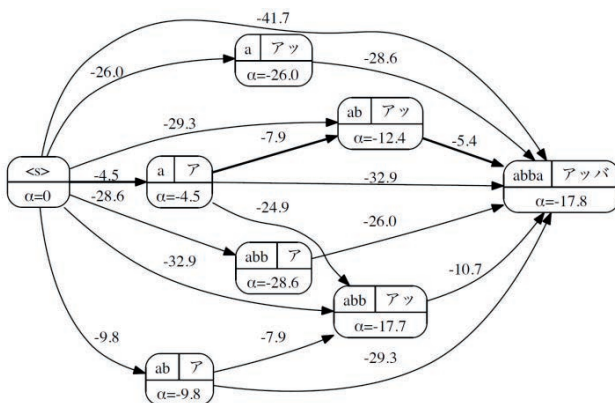 -41.7
a アッ
α=-26.0
-26.0
-28.6
-29.3
ab アッ
α=-12.4
-7.9
-5.4
<s>
α=0
-4.5
a ア
α=-4.5
-32.9
abba アッバ
α=-17.8
-28.6
-24.9
-26.0
abb ア
α=-28.6
-32.9
abb アッ
α=-17.7
-10.7
-9.8
-7.9
-29.3
ab ア
α=-9.8